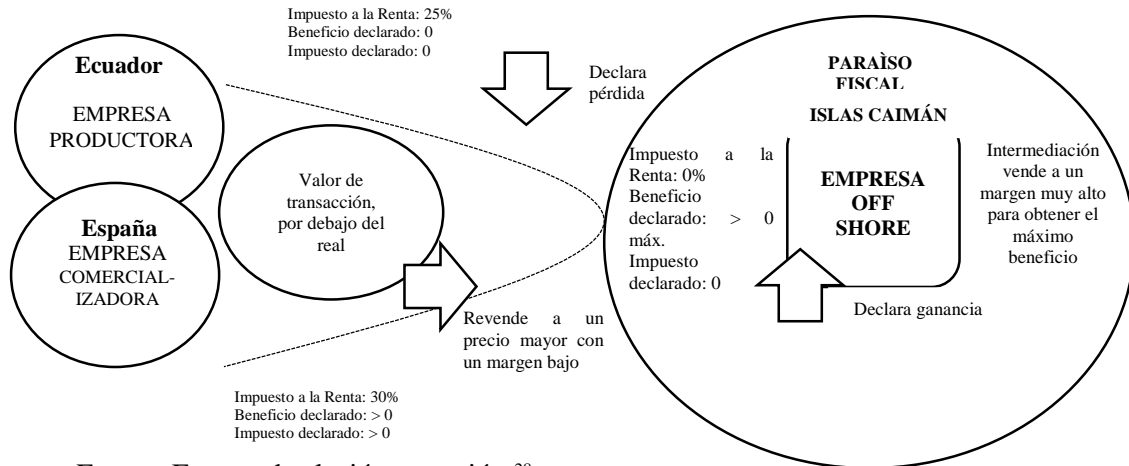 Impuesto a la Renta: 25%
Beneficio declarado: 0
Impuesto declarado: 0
Ecuador
EMPRESA
PRODUCTORA
España
EMPRESA
COMERCIAL-
IZADORA
Valor de
transacción,
por debajo del
real
Declara
pérdida
Revende a un
precio mayor con
un margen bajo
Impuesto a la Renta: 30%
Beneficio declarado: > 0
Impuesto declarado: > 0
PARAÌSO
FISCAL
ISLAS CAIMÁN
Impuesto a la
Renta: 0%
Beneficio
declarado: > 0
máx.
Impuesto
declarado: 0
EMPRESA
OFF
SHORE
Intermediación
vende a un
margen muy alto
para obtener el
máximo
beneficio
Declara ganancia